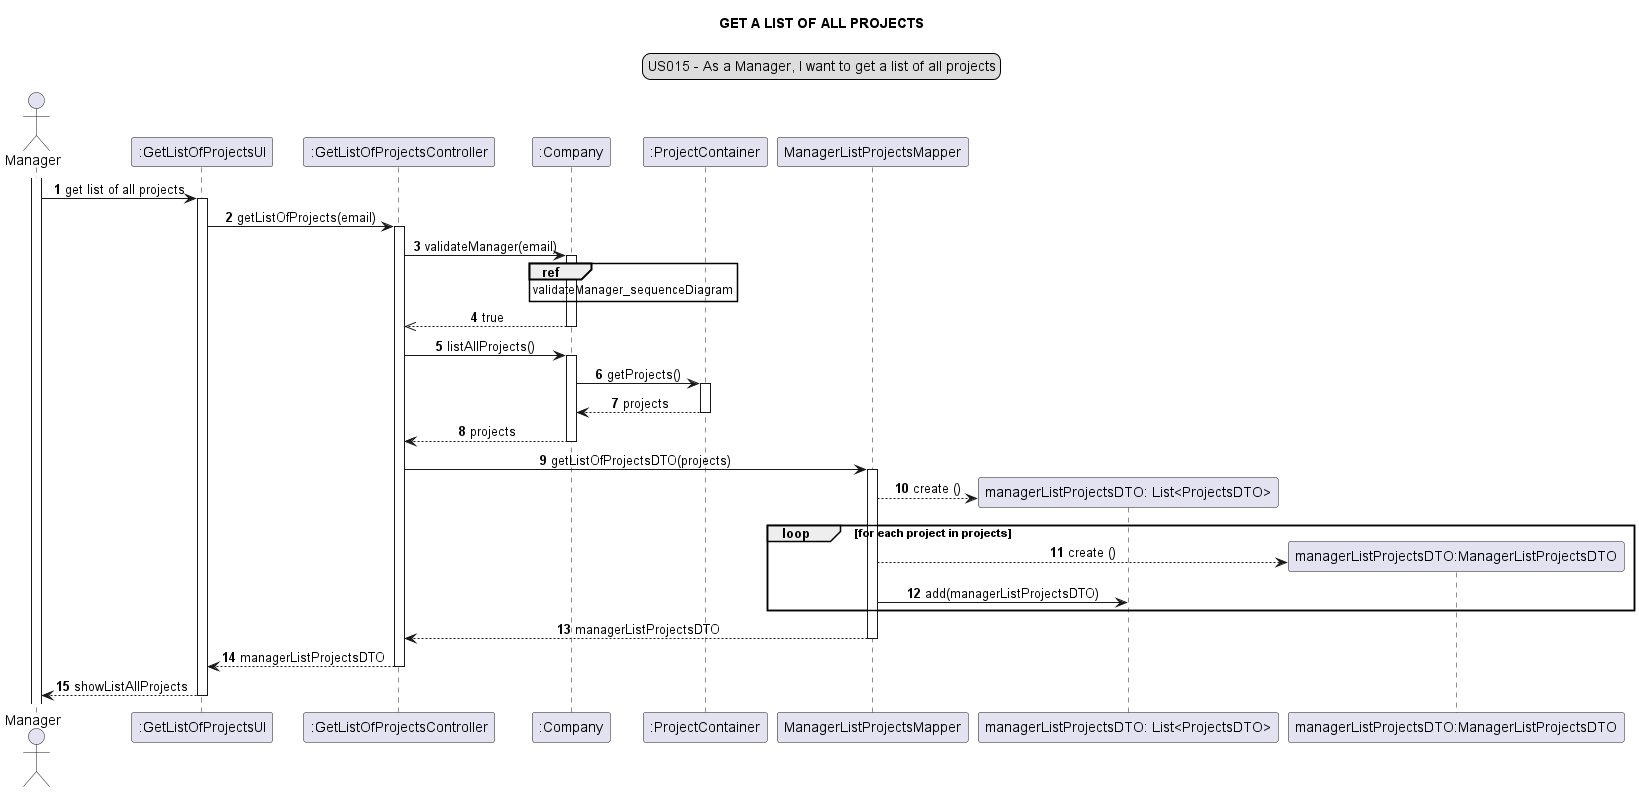 GET A LIST OF ALL PROJECTS
US015 - As a Manager, I want to get a list of all projects
Manager
:GetListOfProjectsUI
:GetListOfProjectsController
:Company
:ProjectContainer
ManagerListProjectsMapper
1 get list of all projects
2 getListOfProjects(email)
3 validateManager(email)
ref
validateManager_sequenceDiagram
4 true
5 listAllProjects()
6 getProjects()
7 projects
8 projects
9 getListOfProjectsDTO(projects)
10 create ()
managerListProjectsDTO: List<ProjectsDTO>
loop
[for each project in projects]
11 create ()
managerListProjectsDTO:ManagerListProjectsDTO
12 add(managerListProjectsDTO)
13 managerListProjectsDTO
14 managerListProjectsDTO
15 showListAllProjects
Manager
:GetListOfProjectsUI
:GetListOfProjectsController
:Company
:ProjectContainer
ManagerListProjectsMapper
managerListProjectsDTO: List<ProjectsDTO>
managerListProjectsDTO:ManagerListProjectsDTO